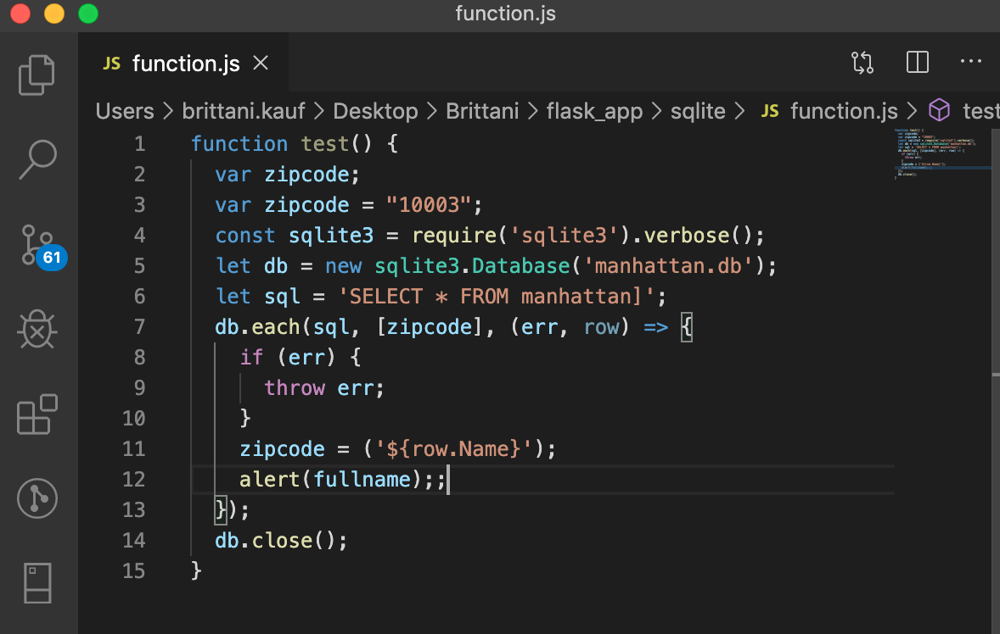 function.js
JS function.js
Users > brittani.kauf > Desktop > Brittani > flask_app > sqlite > JS function.js > test
1 function test() {
2   var zipcode;
3   var zipcode = "10003";
4   const sqlite3 = require('sqlite3').verbose();
5   let db = new sqlite3.Database('manhattan.db');
6   let sql = 'SELECT * FROM manhattan]';
7   db.each(sql, [zipcode], (err, row) => {
8     if (err) {
9       throw err;
10     }
11     zipcode = ('${row.Name}');
12     alert(fullname);;
13   });
14   db.close();
15 }
61